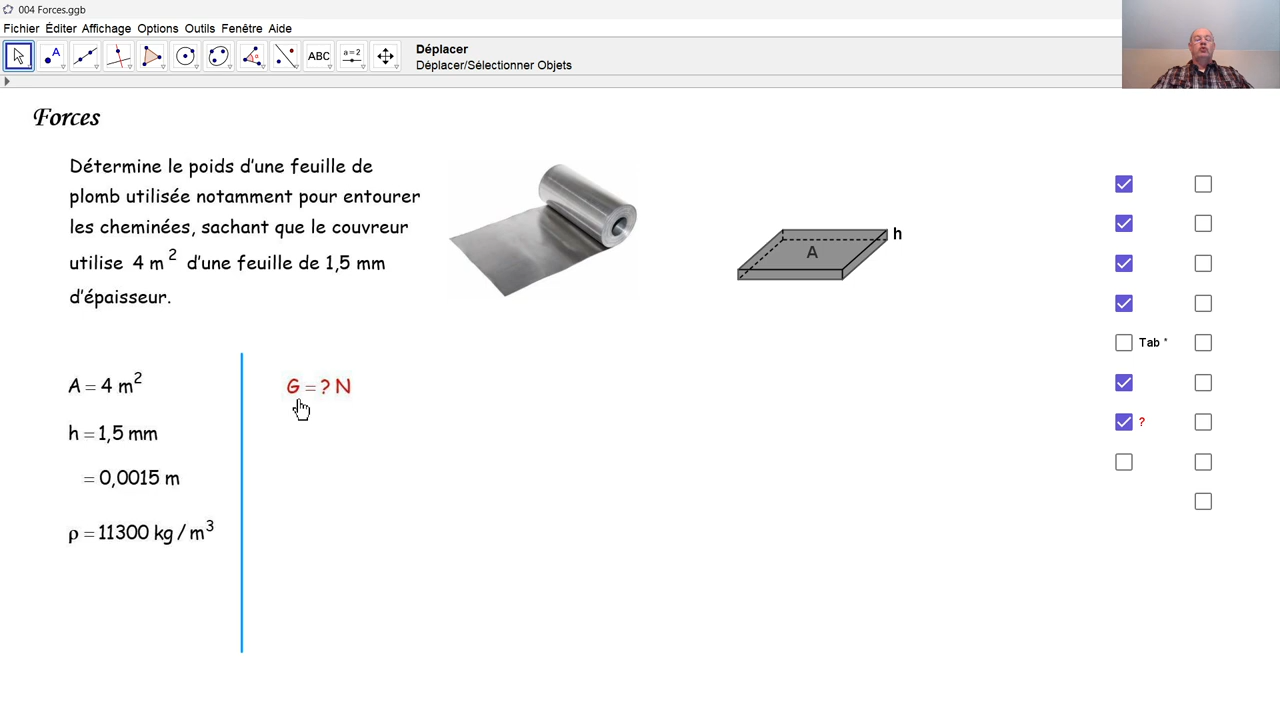 004 Forces.ggb
Fichier Éditer Affichage Options Outils Fenêtre Aide
A
ABC
a=2
Déplacer
Déplacer/Sélectionner Objets
Forces
Détermine le poids d'une feuille de
plomb utilisée notamment pour entourer
les cheminées, sachant que le couvreur
utilise 4 m² d'une feuille de 1,5 mm
d'épaisseur.
h
A
Tab *
A = 4 m²
G = ? N
?
h = 1,5 mm
= 0,0015 m
ρ = 11300 kg / m³